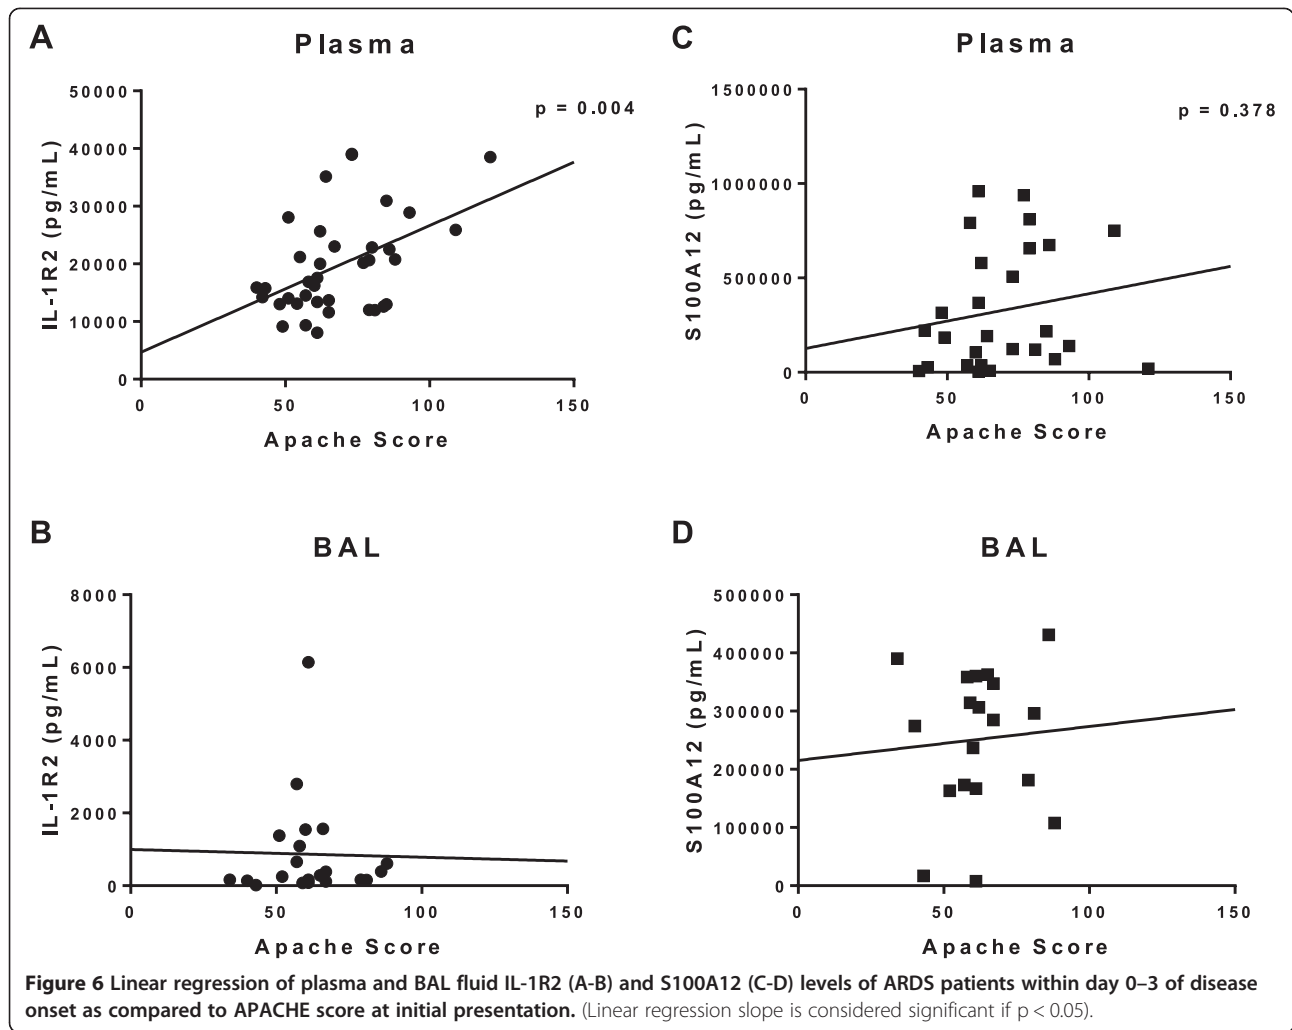 A
Plasma
p = 0.004
IL-1R2 (pg/mL)
50000
40000
30000
20000
10000
0
0
50
100
150
Apache Score
C
Plasma
p = 0.378
S100A12 (pg/mL)
1500000
1000000
500000
0
0
50
100
150
Apache Score
B
BAL
IL-1R2 (pg/mL)
8000
6000
4000
2000
0
0
50
100
150
Apache Score
D
BAL
S100A12 (pg/mL)
500000
400000
300000
200000
100000
0
0
50
100
150
Apache Score
Figure 6 Linear regression of plasma and BAL fluid IL-1R2 (A-B) and S100A12 (C-D) levels of ARDS patients within day 0–3 of disease
onset as compared to APACHE score at initial presentation. (Linear regression slope is considered significant if p < 0.05).